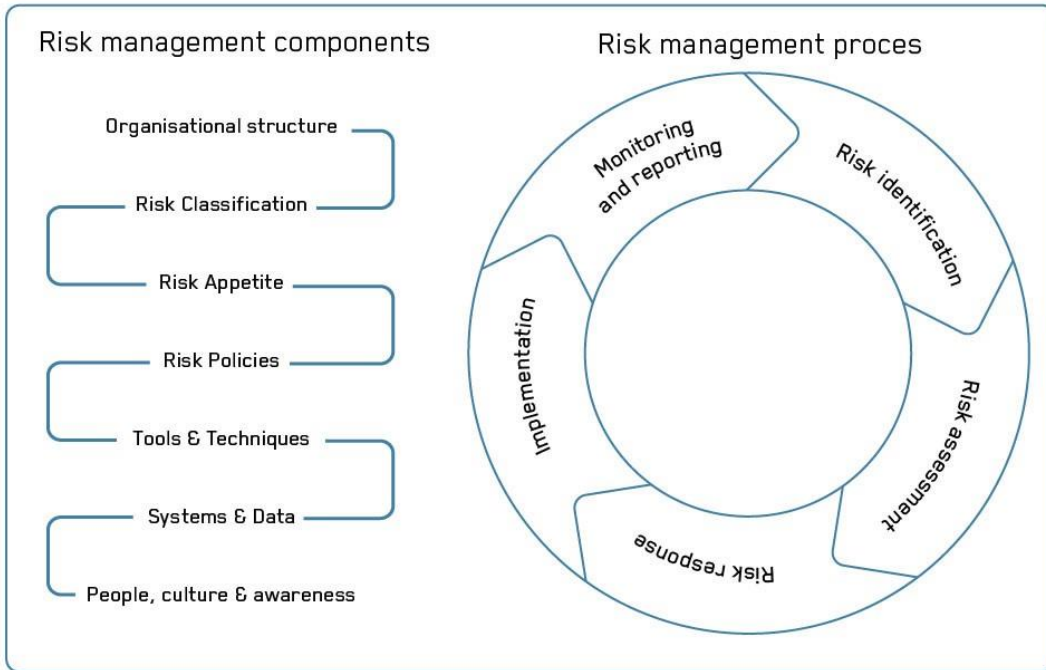 Risk management components
Organisational structure
Risk Classification
Risk Appetite
Risk Policies
Tools & Techniques
Systems & Data
People, culture & awareness
Risk management proces
Risk identification
Risk assessment
Risk response
Implementation
Monitoring
and reporting